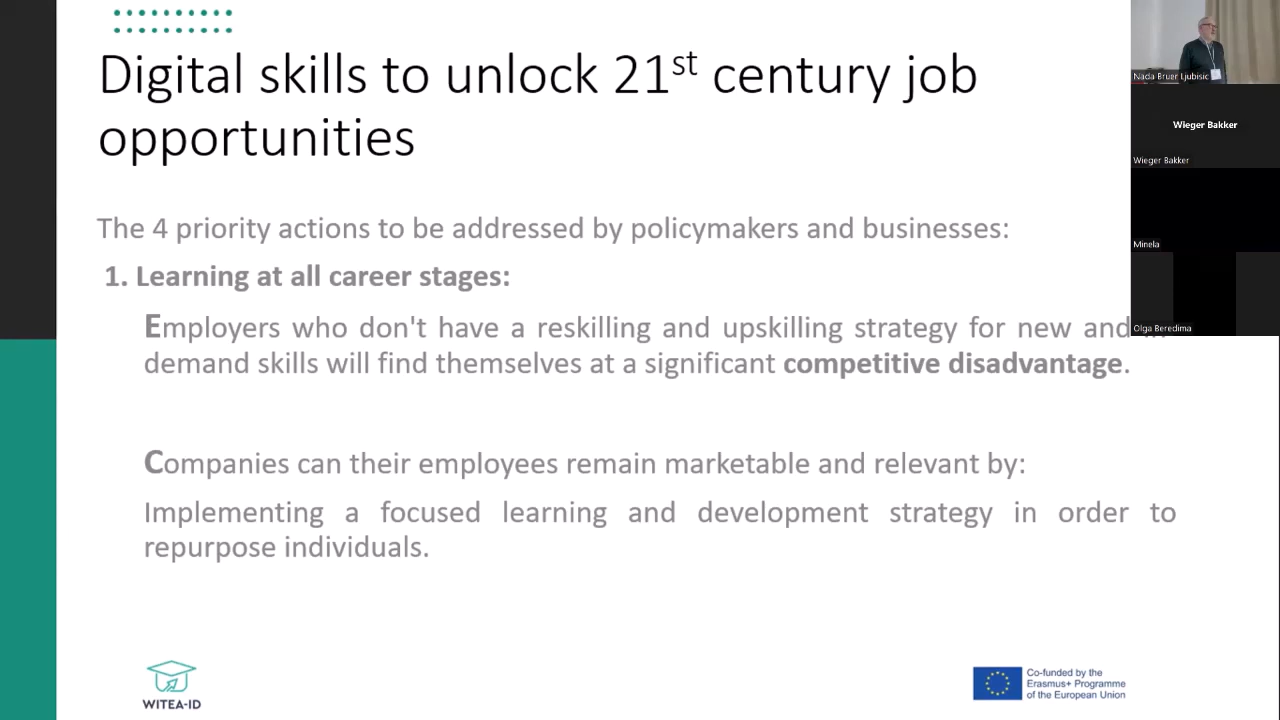 Digital skills to unlock 21st century job
opportunities
The 4 priority actions to be addressed by policymakers and businesses:
1. Learning at all career stages:
Employers who don't have a reskilling and upskilling strategy for new and
demand skills will find themselves at a significant competitive disadvantage.
Companies can their employees remain marketable and relevant by:
Implementing a focused learning and development strategy in order to
repurpose individuals.
WITEA-ID
Co-funded by the
Erasmus+ Programme
of the European Union
Nada Bruer Ljubisic
Wieger Bakker
Wieger Bakker
Minela
Olga Beredima